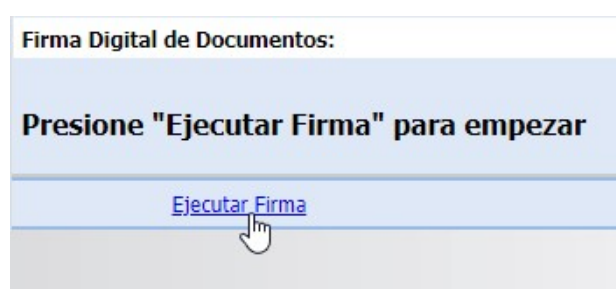 Firma Digital de Documentos:
Presione "Ejecutar Firma" para empezar
Ejecutar Firma